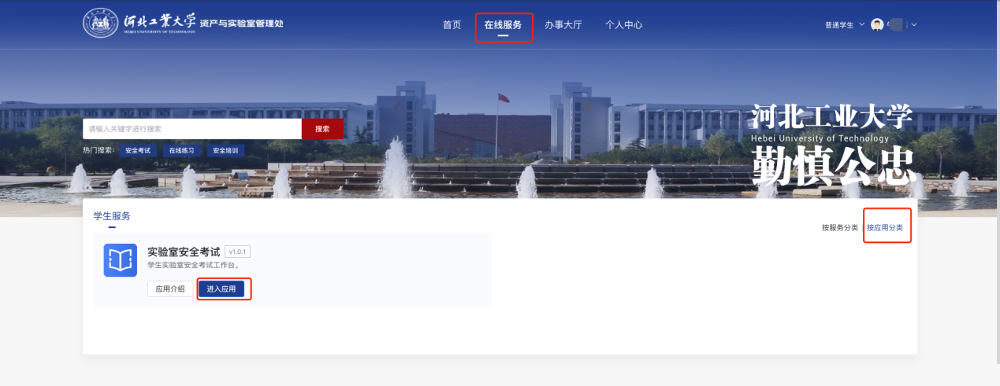 河北工業大学 资产与实验室管理处
HEBEI UNIVERSITY OF TECHNOLOGY
首页 在线服务 办事大厅 个人中心
普通学生
河北工业大学
Hebei University of Technology
勤慎公忠
请输入关键字进行搜索 搜索
热门搜索: 安全考试 在线练习 安全培训
学生服务
按服务分类 按应用分类
实验室安全考试 v1.0.1
学生实验室安全考试工作台。
应用介绍 进入应用